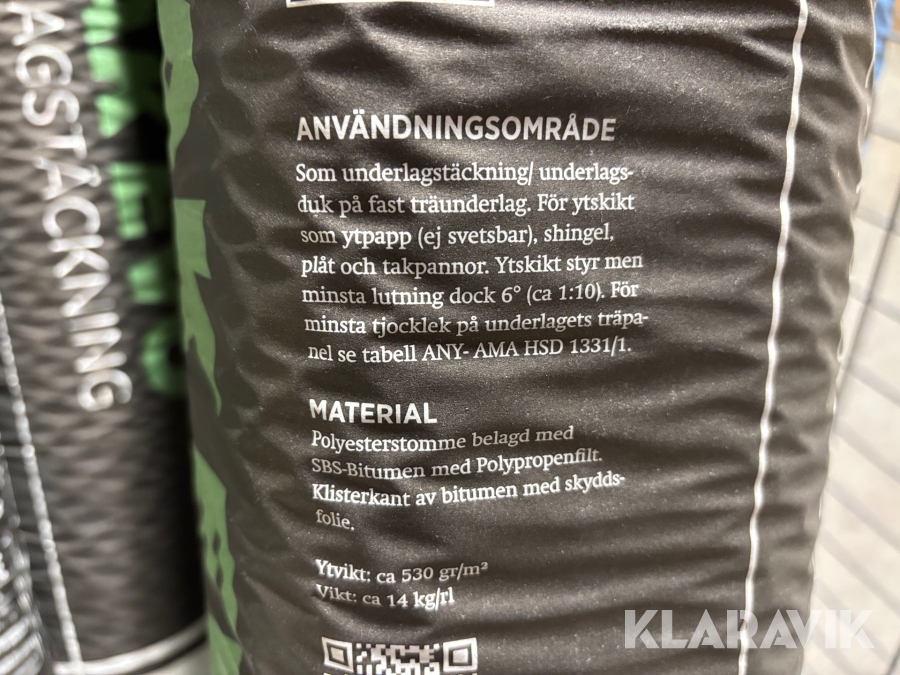 AGSTÄCKNING
ANVÄNDNINGSOMRÅDE
Som underlagstäckning/ underlags-
duk på fast träunderlag. För ytskikt
som ytpapp (ej svetsbar), shingel,
plåt och takpannor. Ytskikt styr men
minsta lutning dock 6° (ca 1:10). För
minsta tjocklek på underlagets träpa-
nel se tabell ANY- AMA HSD 1331/1.
MATERIAL
Polyesterstomme belagd med
SBS-Bitumen med Polypropenfilt.
Klisterkant av bitumen med skydds-
folie.
Ytvikt: ca 530 gr/m²
Vikt: ca 14 kg/rl
KLARAVIK